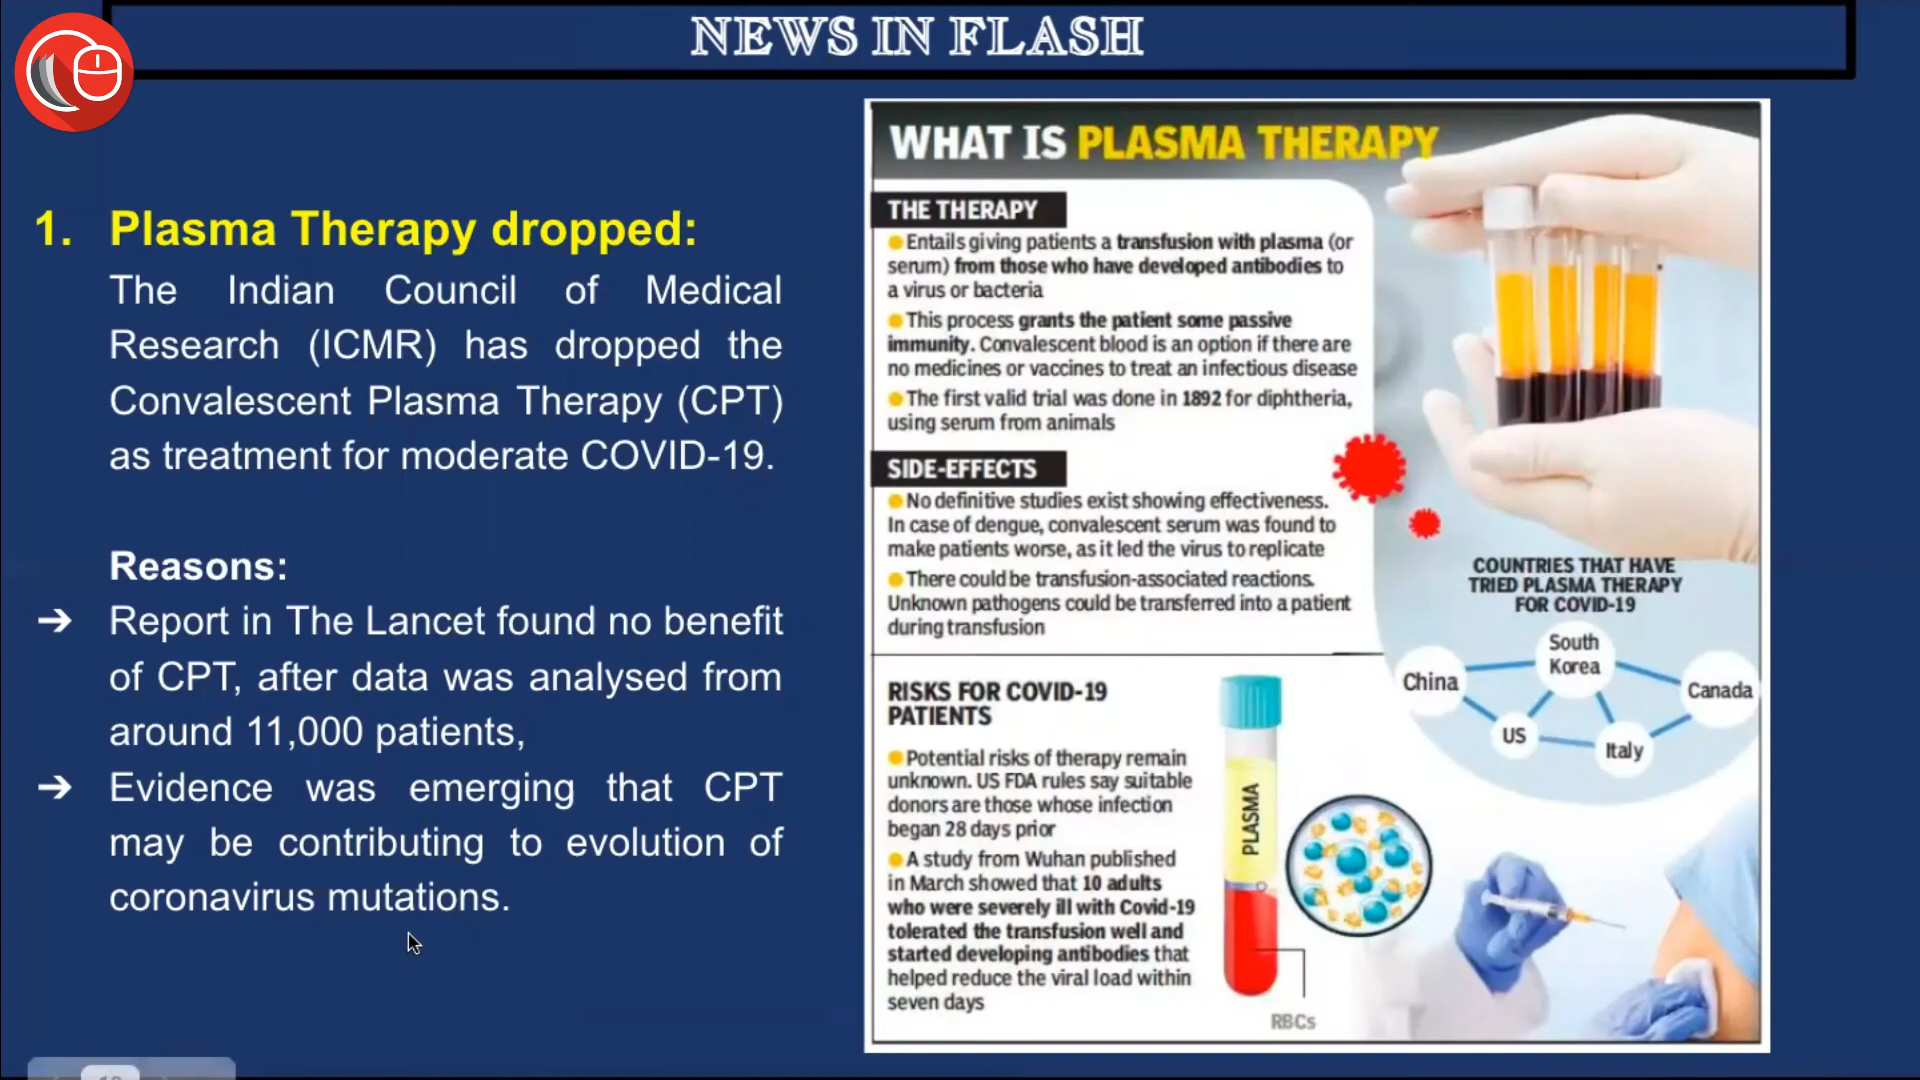 NEWS IN FLASH
1. Plasma Therapy dropped:
The Indian Council of Medical
Research (ICMR) has dropped the
Convalescent Plasma Therapy (CPT)
as treatment for moderate COVID-19.
Reasons:
➔ Report in The Lancet found no benefit
of CPT, after data was analysed from
around 11,000 patients,
➔ Evidence was emerging that CPT
may be contributing to evolution of
coronavirus mutations.
WHAT IS PLASMA THERAPY
THE THERAPY
● Entails giving patients a transfusion with plasma (or
serum) from those who have developed antibodies to
a virus or bacteria
● This process grants the patient some passive
immunity. Convalescent blood is an option if there are
no medicines or vaccines to treat an infectious disease
● The first valid trial was done in 1892 for diphtheria,
using serum from animals
SIDE-EFFECTS
● No definitive studies exist showing effectiveness.
In case of dengue, convalescent serum was found to
make patients worse, as it led the virus to replicate
● There could be transfusion-associated reactions.
Unknown pathogens could be transferred into a patient
during transfusion
RISKS FOR COVID-19
PATIENTS
● Potential risks of therapy remain
unknown. US FDA rules say suitable
donors are those whose infection
began 28 days prior
● A study from Wuhan published
in March showed that 10 adults
who were severely ill with Covid-19
tolerated the transfusion well and
started developing antibodies that
helped reduce the viral load within
seven days
PLASMA
RBCs
COUNTRIES THAT HAVE
TRIED PLASMA THERAPY
FOR COVID-19
South
Korea
China
Canada
US
Italy